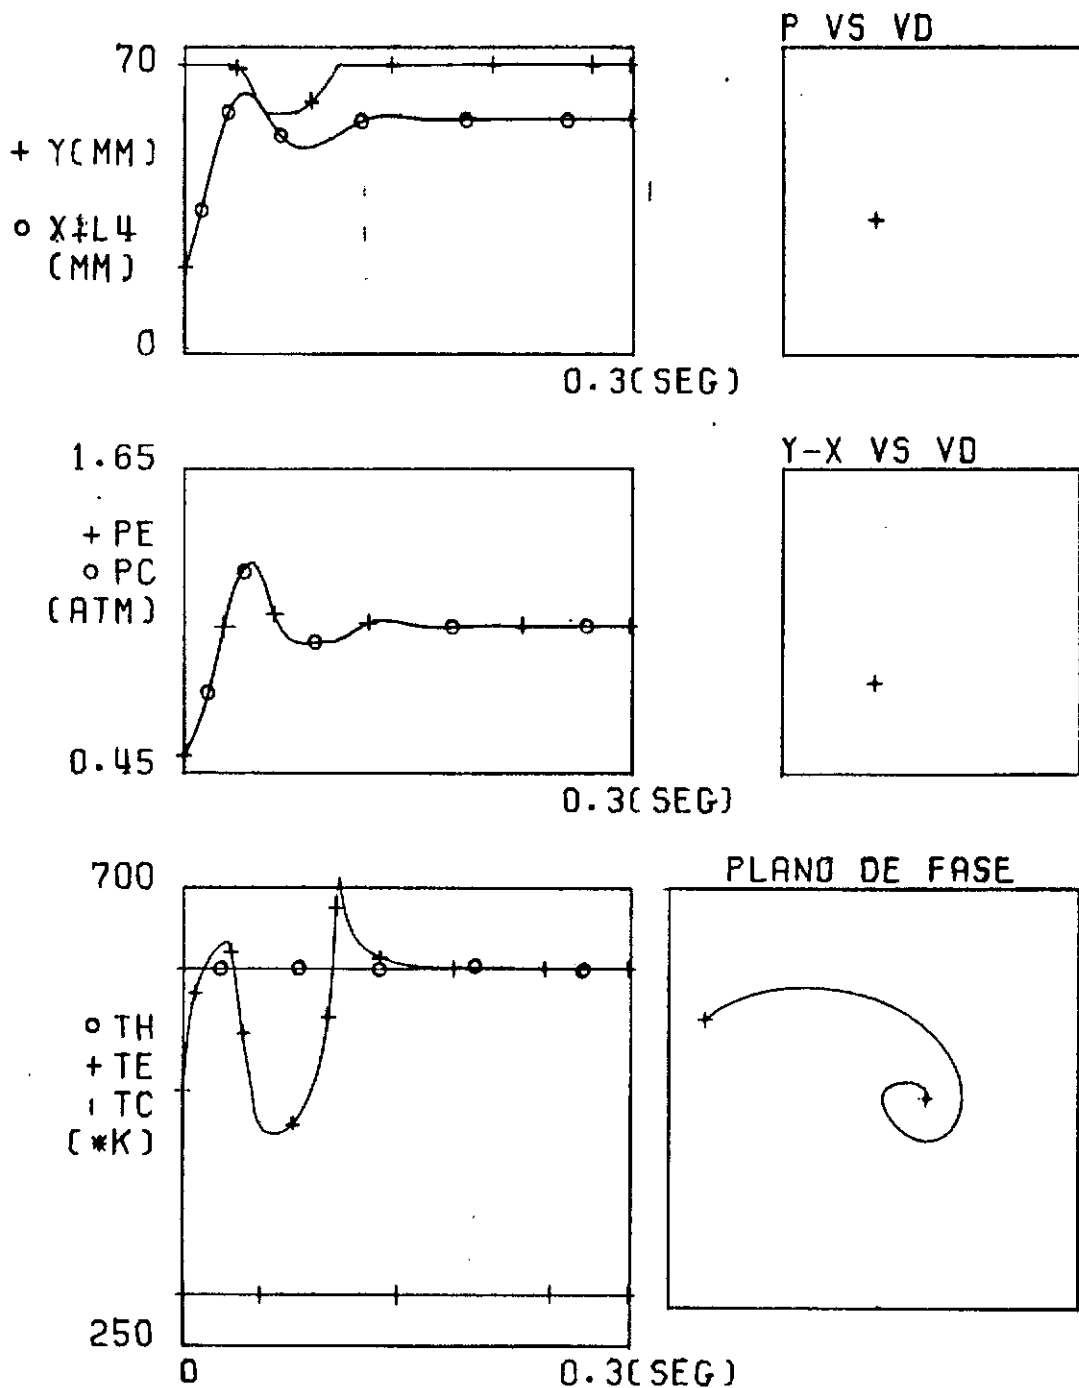 P VS VD
70
+ Y(MM)
o X‡L4
(MM)
0
0.3(SEG)
1.65
Y-X VS VD
+ PE
o PC
(ATM)
0.45
0.3(SEG)
700
PLANO DE FASE
o TH
+ TE
ı TC
(*K)
250
0
0.3(SEG)